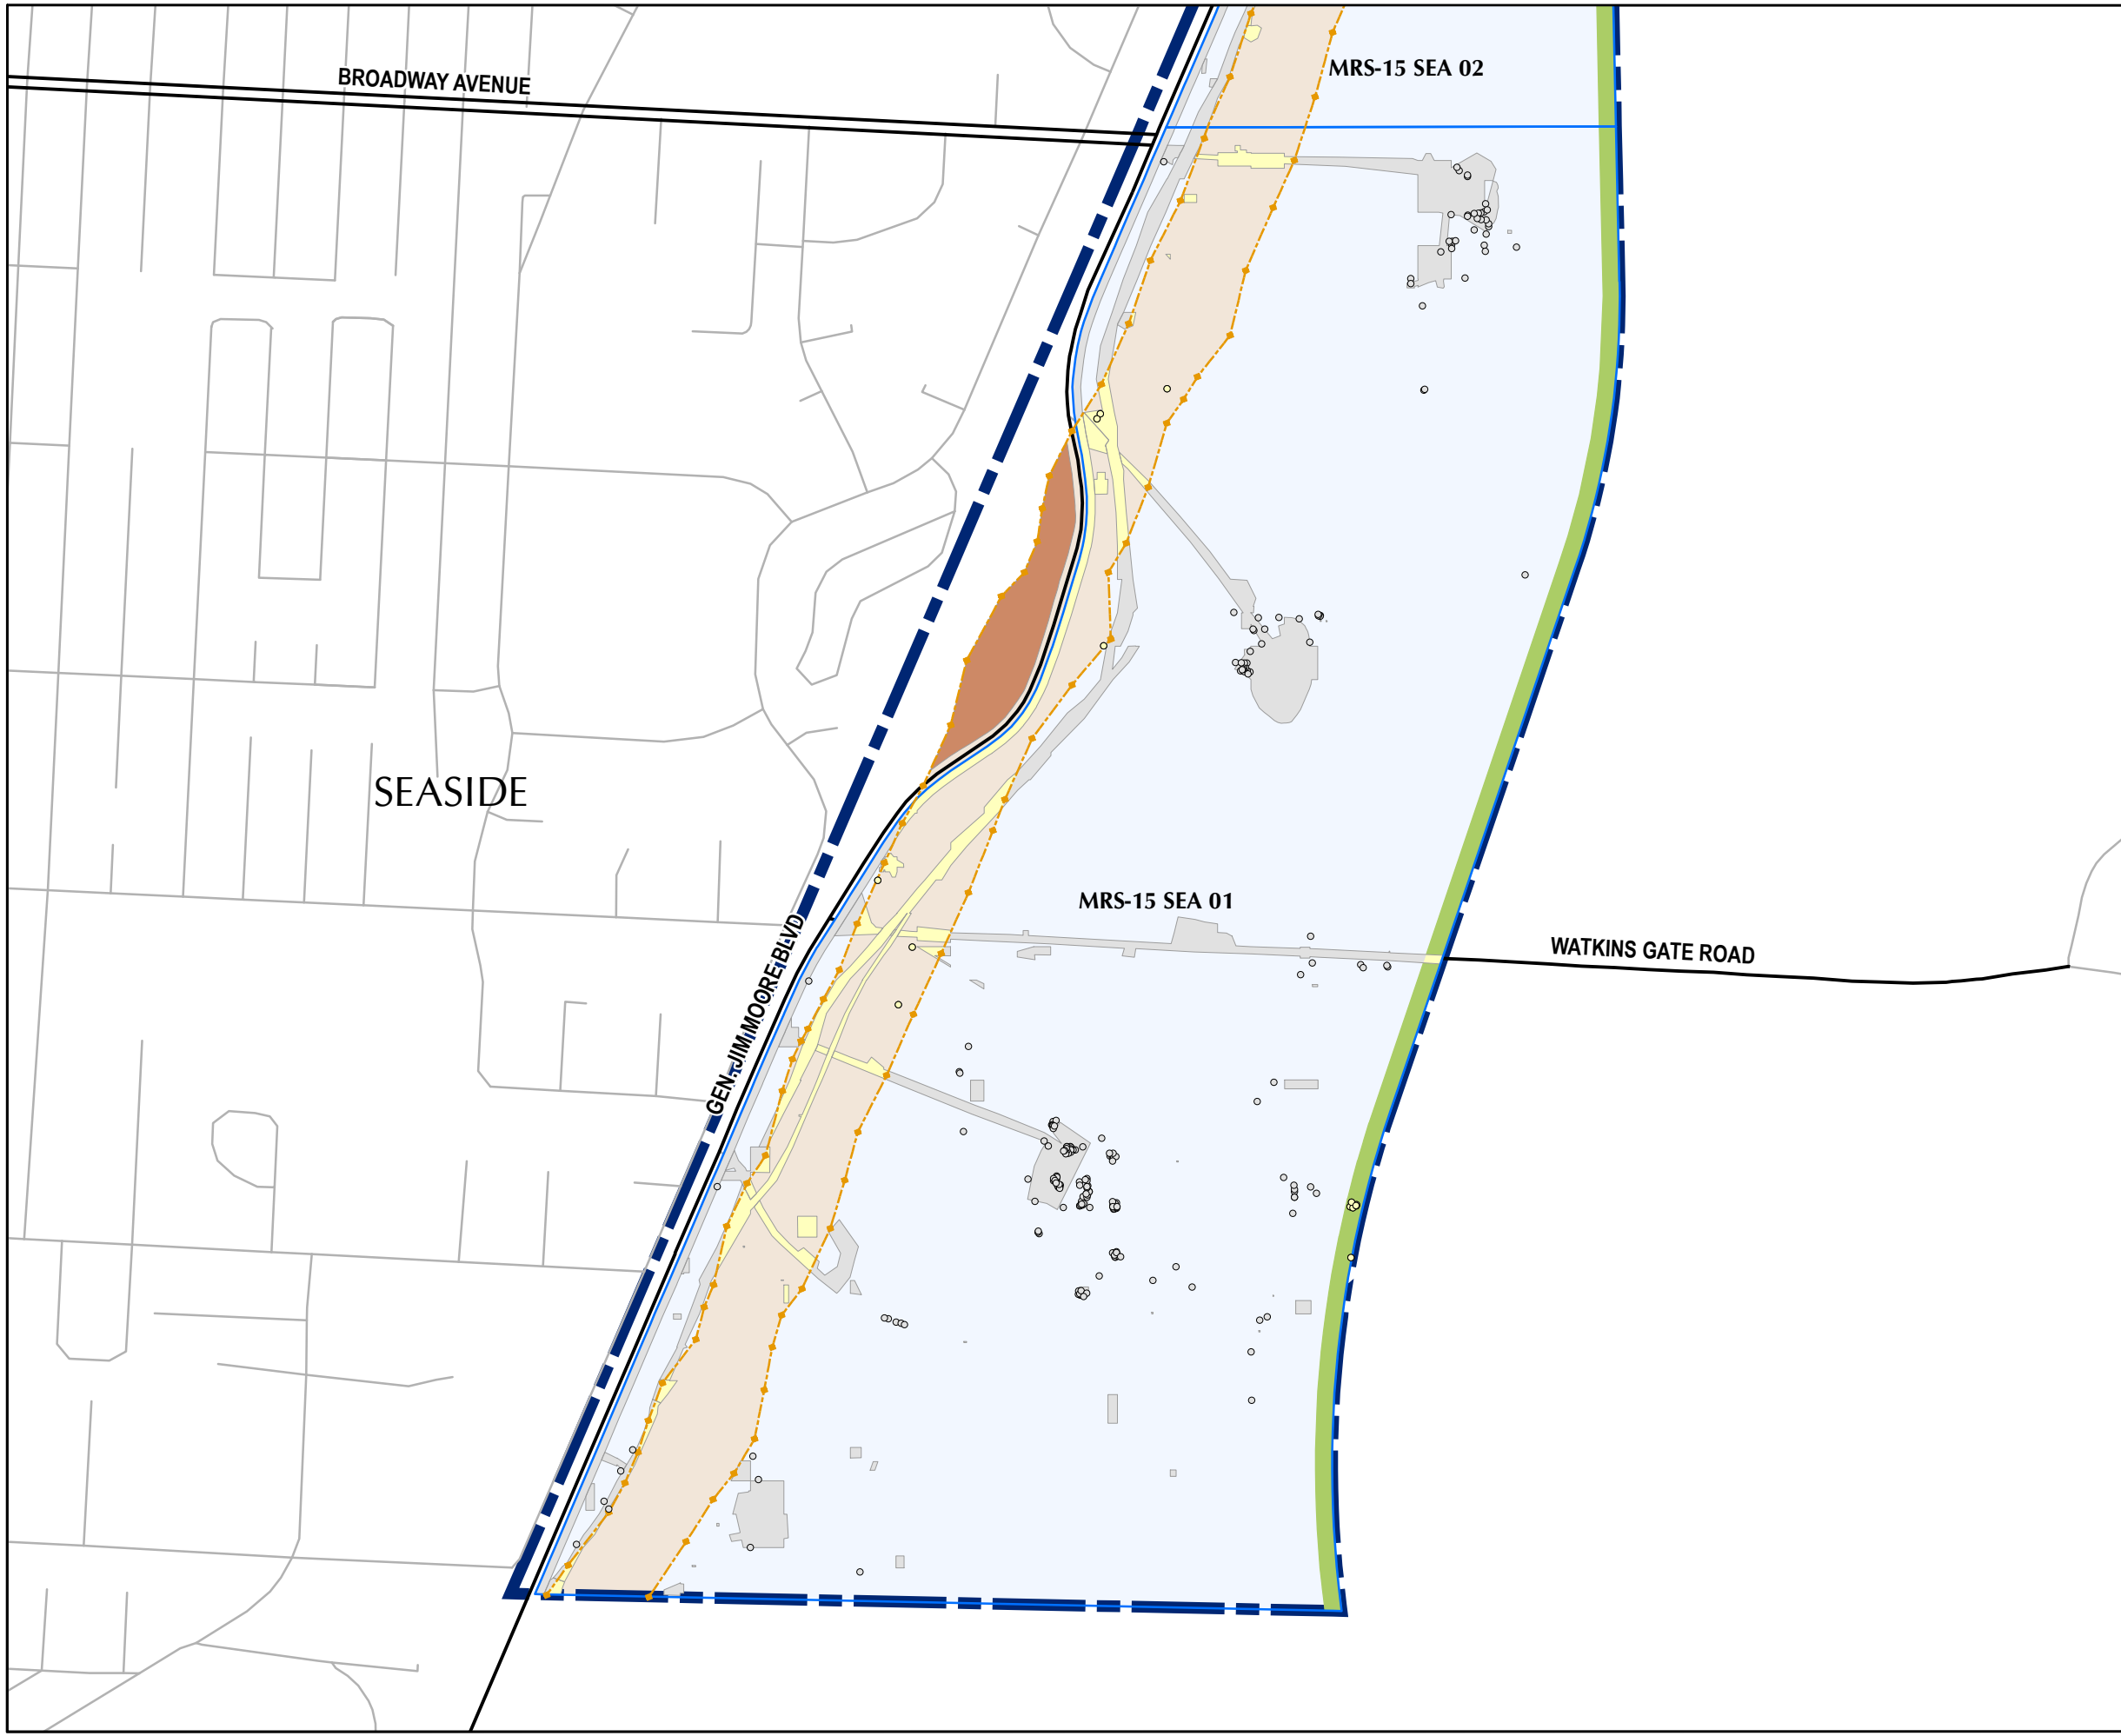 MRS-15 SEA 02
BROADWAY AVENUE
SEASIDE
MRS-15 SEA 01
WATKINS GATE ROAD
GEN. JIM MOORE BLVD